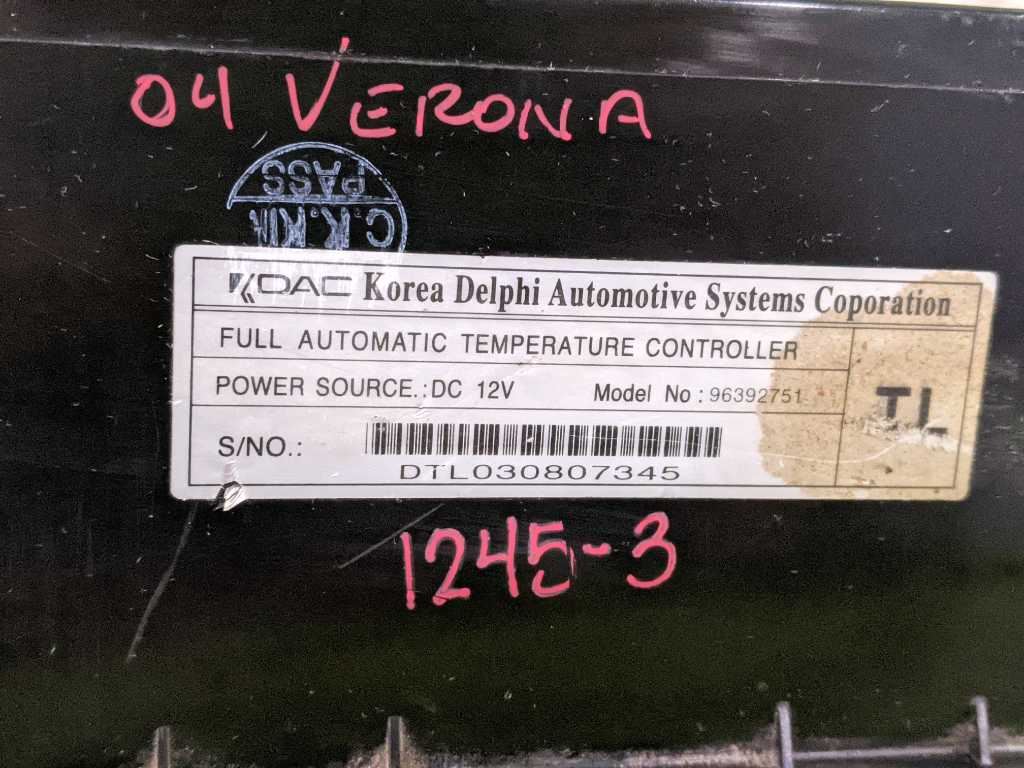 04 VERONA
PASS
C.K.KIM
KDAC Korea Delphi Automotive Systems Coporation
FULL AUTOMATIC TEMPERATURE CONTROLLER
POWER SOURCE.:DC 12V Model No : 96392751
TL
S/NO.:
DTL030807345
1245-3